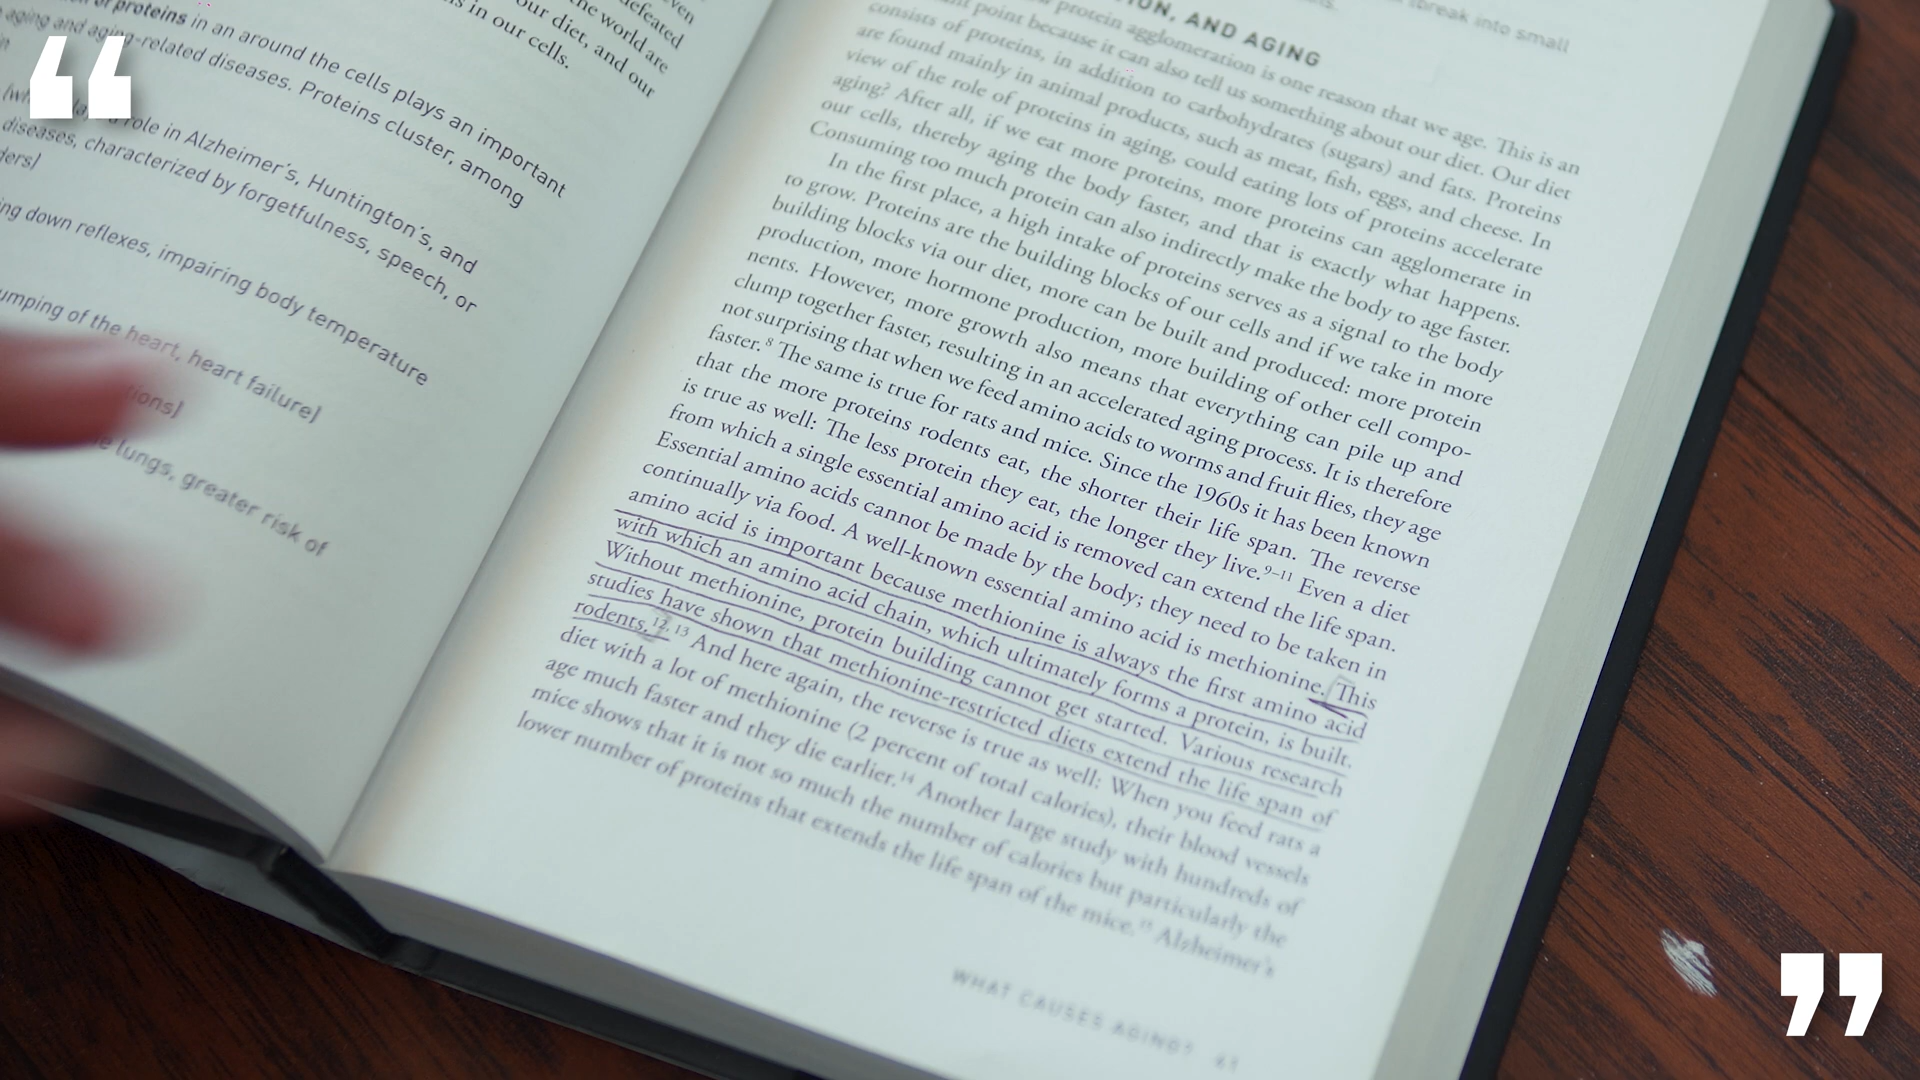 “
of proteins in an around the cells plays an important
aging and aging-related diseases. Proteins cluster, among
role in Alzheimer's, Huntington's, and
diseases, characterized by forgetfulness, speech, or
ders)
down reflexes, impairing body temperature
of the heart, heart failure)
lungs, greater risk of
even
defeated
the world are
our diet, and our
in our cells.
break into small
AND AGING
protein agglomeration is one reason that we age. This is an
point because it can also tell us something about our diet. Our diet
consists of proteins, in addition to carbohydrates (sugars) and fats. Proteins
are found mainly in animal products, such as meat, fish, eggs, and cheese. In
view of the role of proteins in aging, could eating lots of proteins accelerate
aging? After all, if we eat more proteins, more proteins can agglomerate in
our cells, thereby aging the body faster, and that is exactly what happens.
Consuming too much protein can also indirectly make the body to age faster.
In the first place, a high intake of proteins serves as a signal to the body
to grow. Proteins are the building blocks of our cells and if we take in more
building blocks via our diet, more can be built and produced: more protein
production, more hormone production, more building of other cell compo-
nents. However, more growth also means that everything can pile up and
clump together faster, resulting in an accelerated aging process. It is therefore
not surprising that when we feed amino acids to worms and fruit flies, they age
faster.8 The same is true for rats and mice. Since the 1960s it has been known
that the more proteins rodents eat, the shorter their life span. The reverse
is true as well: The less protein they eat, the longer they live.9–11 Even a diet
from which a single essential amino acid is removed can extend the life span.
Essential amino acids cannot be made by the body; they need to be taken in
continually via food. A well-known essential amino acid is methionine. This
amino acid is important because methionine is always the first amino acid
with which an amino acid chain, which ultimately forms a protein, is built.
Without methionine, protein building cannot get started. Various research
studies have shown that methionine-restricted diets extend the life span of
rodents.12, 13 And here again, the reverse is true as well: When you feed rats a
diet with a lot of methionine (2 percent of total calories), their blood vessels
age much faster and they die earlier.14 Another large study with hundreds of
mice shows that it is not so much the number of calories but particularly the
lower number of proteins that extends the life span of the mice.15 Alzheimer's
WHAT CAUSES AGING? 61
”